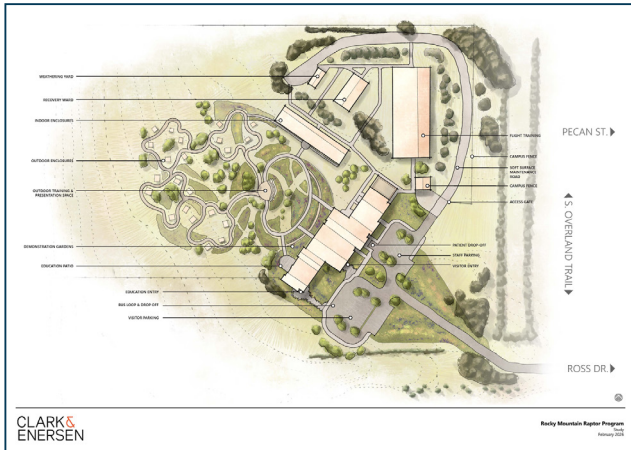 WEATHERING YARD
RECOVERY MEWS
INDOOR ENCLOSURES
OUTDOOR ENCLOSURES
OUTDOOR TRAINING &
PRESENTATION SPACE
DEMONSTRATION GARDENS
EDUCATION PATIO
EDUCATION ENTRY
BUS LOOP & DROP OFF
VISITOR PARKING
FLIGHT TRAINING
CAMPUS FENCE
SOFT SURFACE
MAINTENANCE
ROAD
CAMPUS FENCE
ACCESS GATE
PATIENT DROP-OFF
STAFF PARKING
VISITOR ENTRY
PECAN ST.
S. OVERLAND TRAIL
ROSS DR.
CLARK&
ENERSEN
Rocky Mountain Raptor Program
Study
February 2026